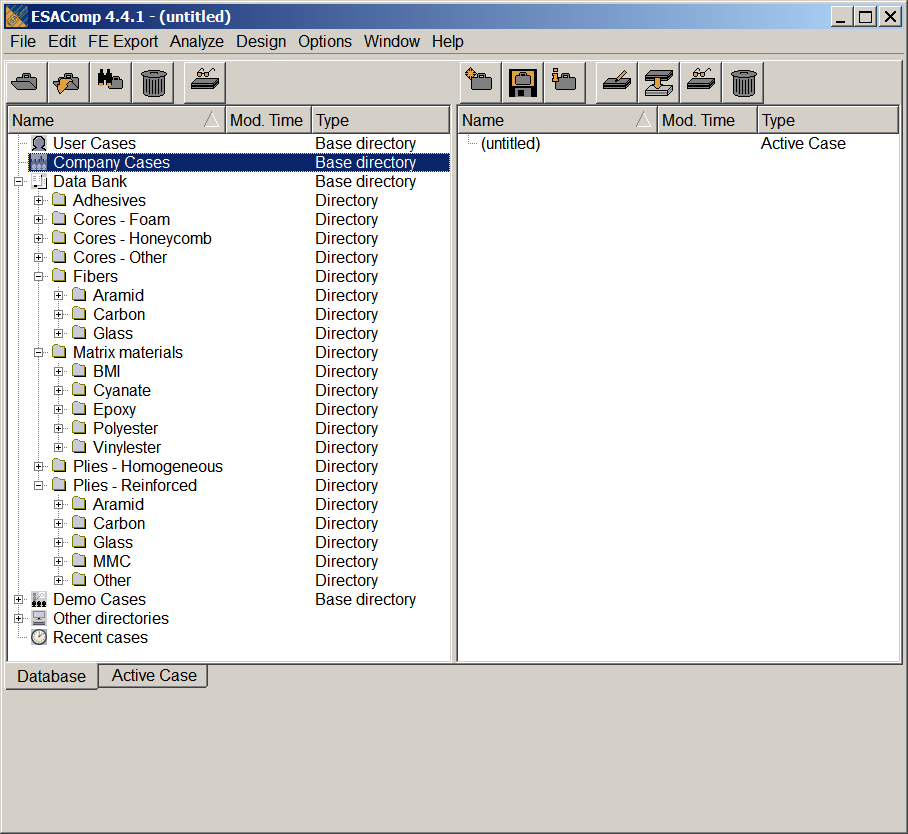 ESAComp 4.4.1 - (untitled)
File Edit FE Export Analyze Design Options Window Help
Name Mod. Time Type
User Cases Base directory
Company Cases Base directory
Data Bank Base directory
Adhesives Directory
Cores - Foam Directory
Cores - Honeycomb Directory
Cores - Other Directory
Fibers Directory
Aramid Directory
Carbon Directory
Glass Directory
Matrix materials Directory
BMI Directory
Cyanate Directory
Epoxy Directory
Polyester Directory
Vinylester Directory
Plies - Homogeneous Directory
Plies - Reinforced Directory
Aramid Directory
Carbon Directory
Glass Directory
MMC Directory
Other Directory
Demo Cases Base directory
Other directories
Recent cases
Name Mod. Time Type
(untitled) Active Case
Database Active Case